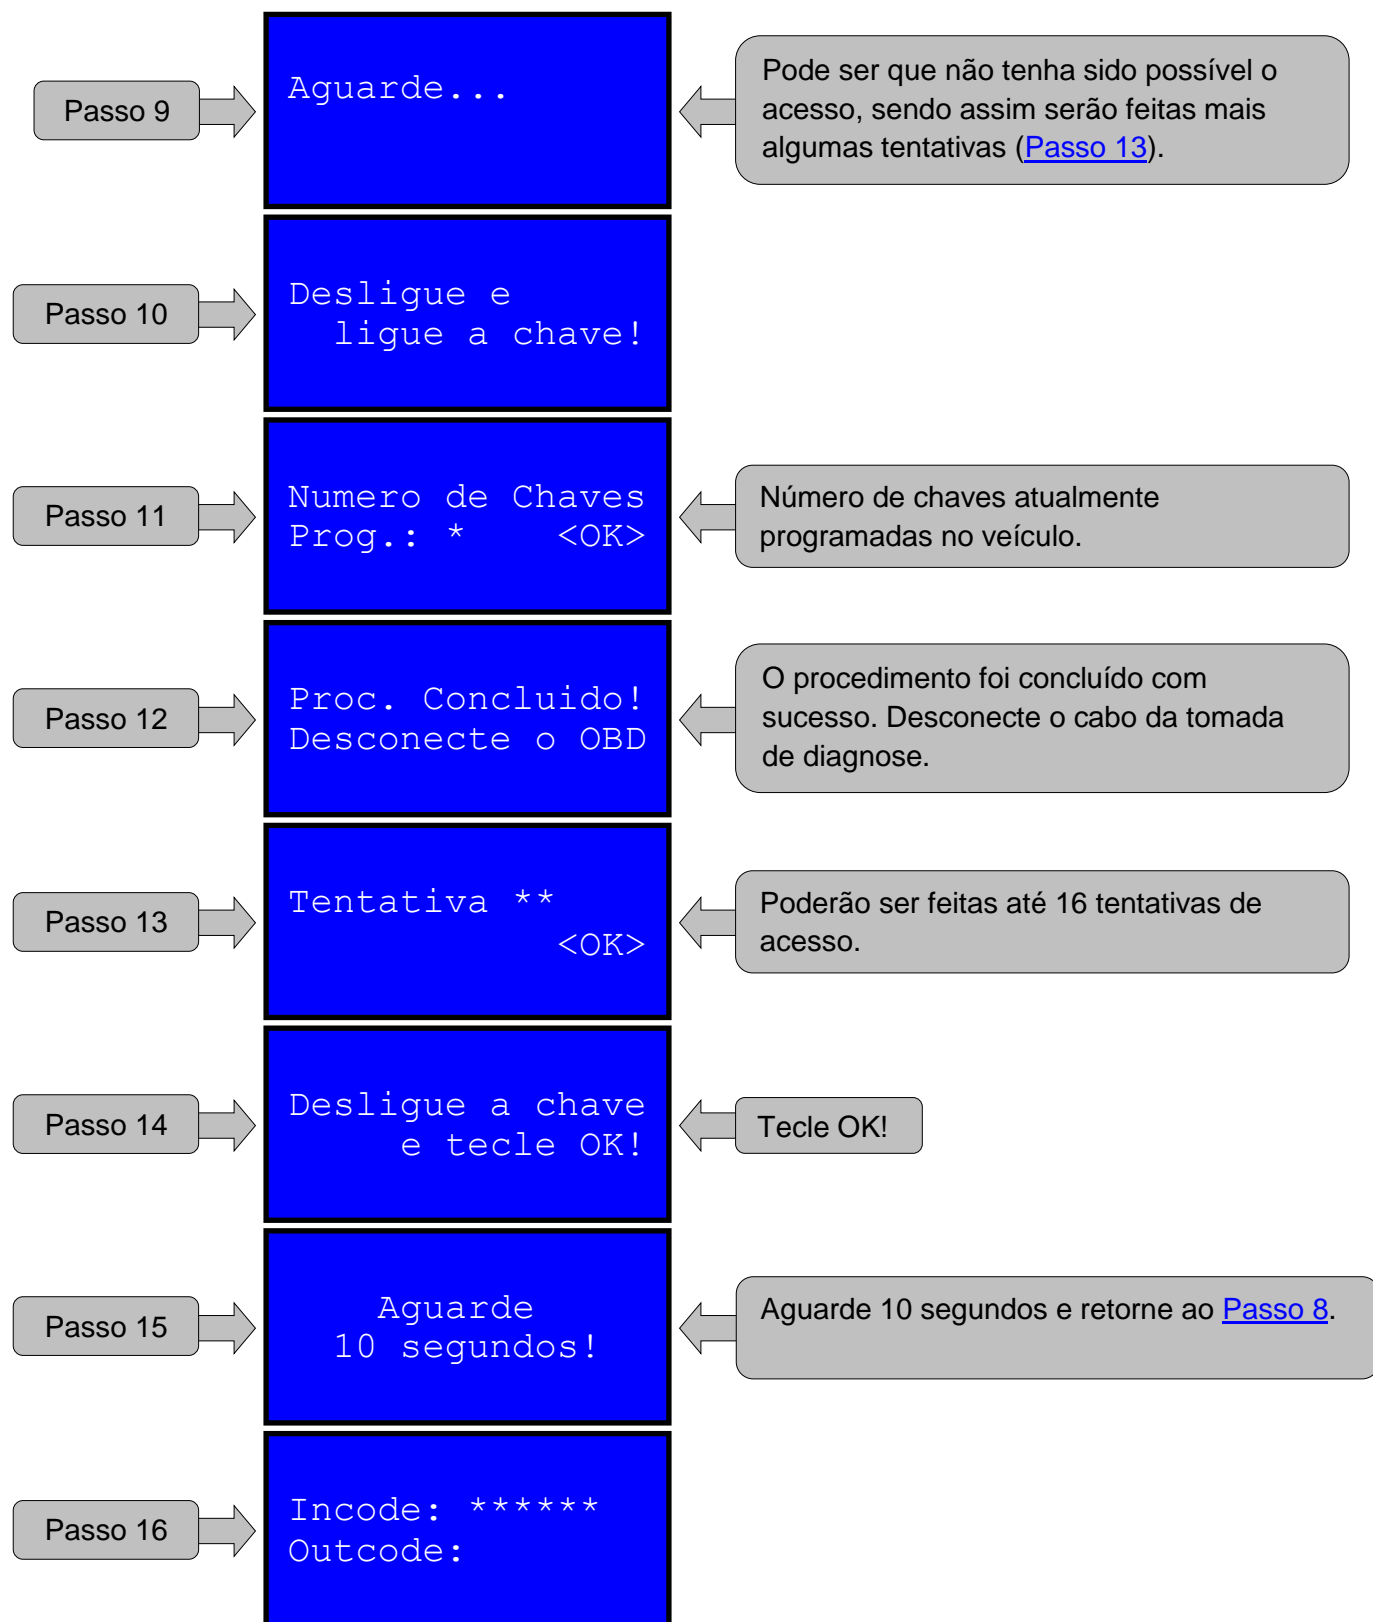 Passo 9
Aguarde...
Pode ser que não tenha sido possível o
acesso, sendo assim serão feitas mais
algumas tentativas (Passo 13).
Passo 10
Desligue e
ligue a chave!
Passo 11
Numero de Chaves
Prog.: * <OK>
Número de chaves atualmente
programadas no veículo.
Passo 12
Proc. Concluido!
Desconecte o OBD
O procedimento foi concluído com
sucesso. Desconecte o cabo da tomada
de diagnose.
Passo 13
Tentativa **
<OK>
Poderão ser feitas até 16 tentativas de
acesso.
Passo 14
Desligue a chave
e tecle OK!
Tecle OK!
Passo 15
Aguarde
10 segundos!
Aguarde 10 segundos e retorne ao Passo 8.
Passo 16
Incode: ******
Outcode: